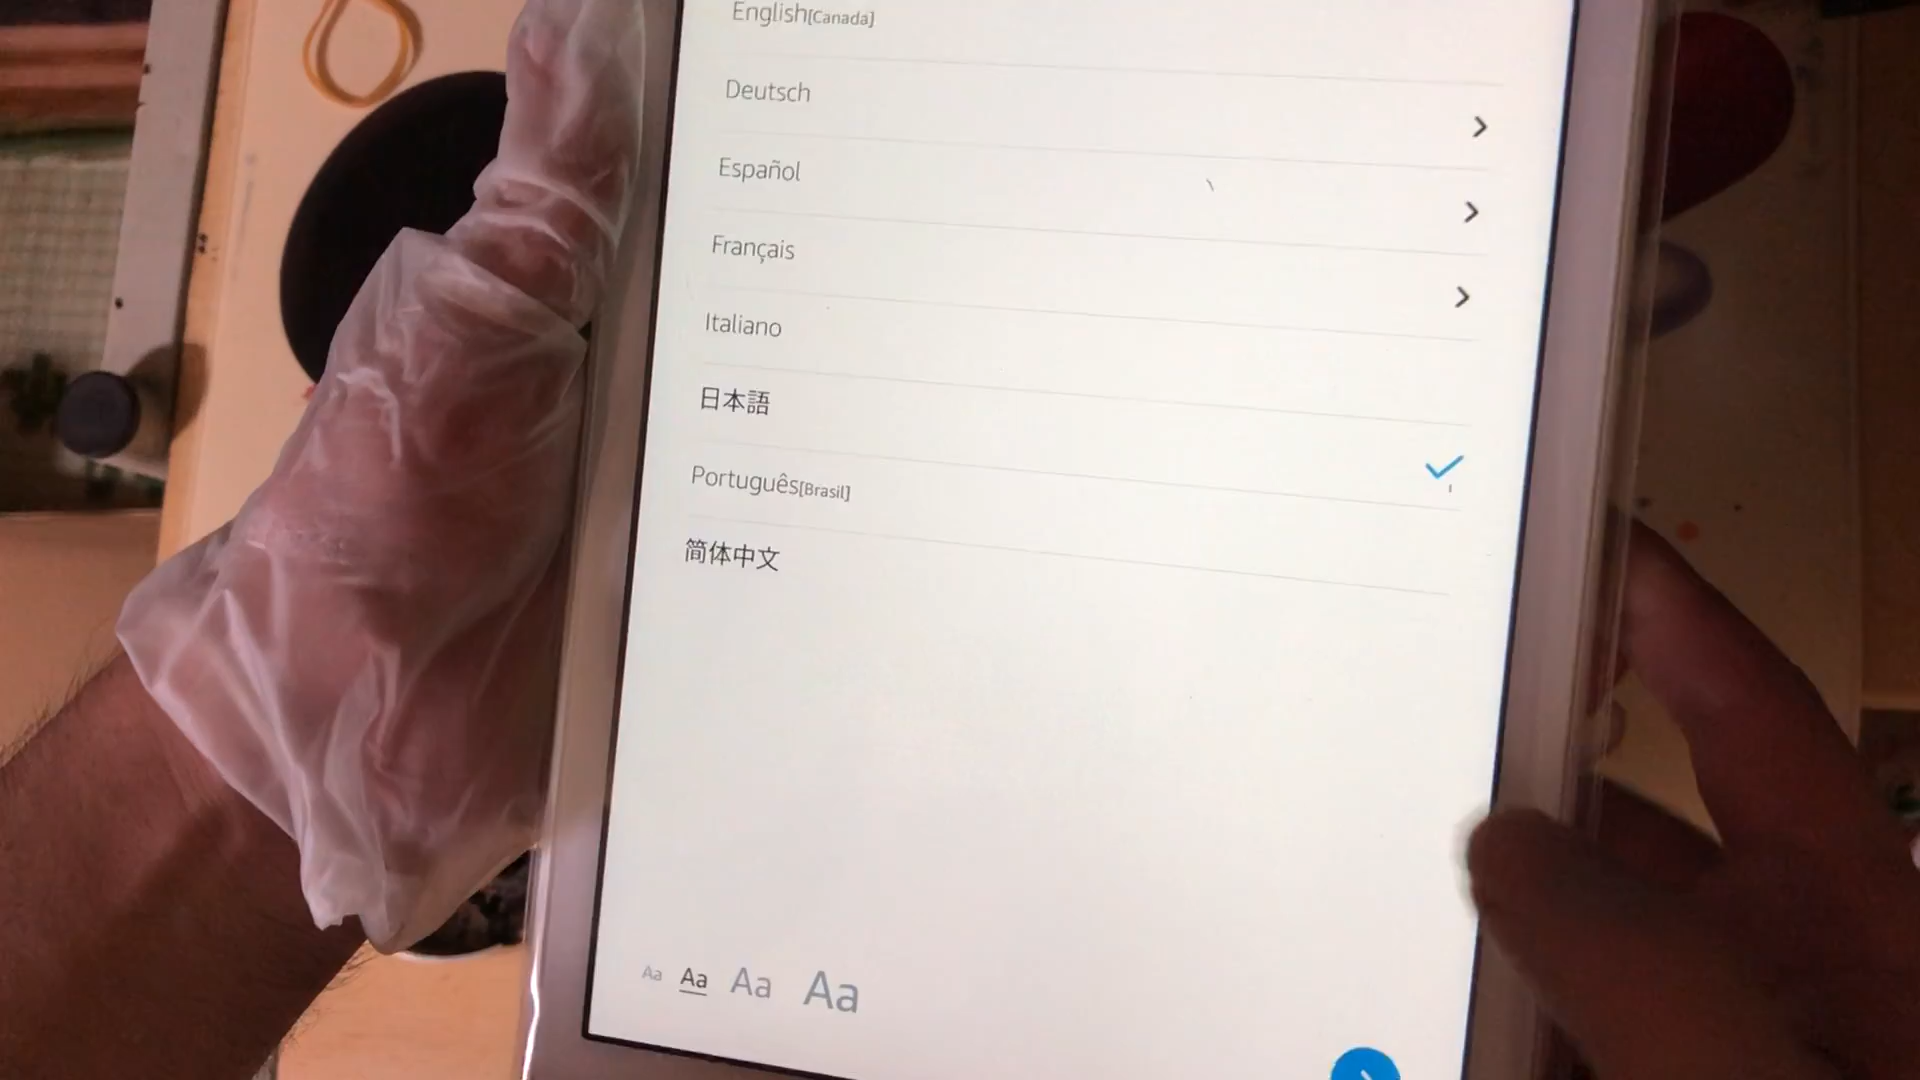 English[Canada]
Deutsch
Español
Français
Italiano
日本語
Português[Brasil]
简体中文
Aa Aa Aa Aa